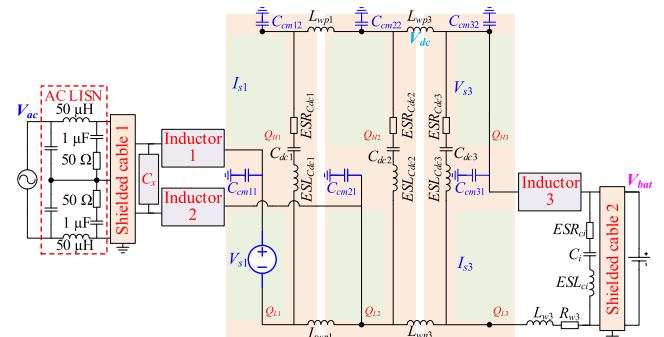 L_wp1
L_wp3
C_cm12
C_cm22
C_cm32
V_dc
I_s1
V_s3
AC LISN
V_ac
50 μH
1 μF
50 Ω
50 Ω
1 μF
50 μH
Shielded cable 1
C_x
Inductor 1
Inductor 2
Q_H1
Q_H2
Q_H3
ESR_Cdc1
C_dc1
ESL_Cdc1
ESR_Cdc2
C_dc2
ESL_Cdc2
ESR_Cdc3
C_dc3
ESL_Cdc3
C_cm11
C_cm21
C_cm31
Inductor 3
V_bat
Shielded cable 2
ESR_ci
C_i
ESL_ci
V_s1
I_s3
Q_L1
Q_L2
Q_L3
L_w3
R_w3
L_wp1
L_wp3